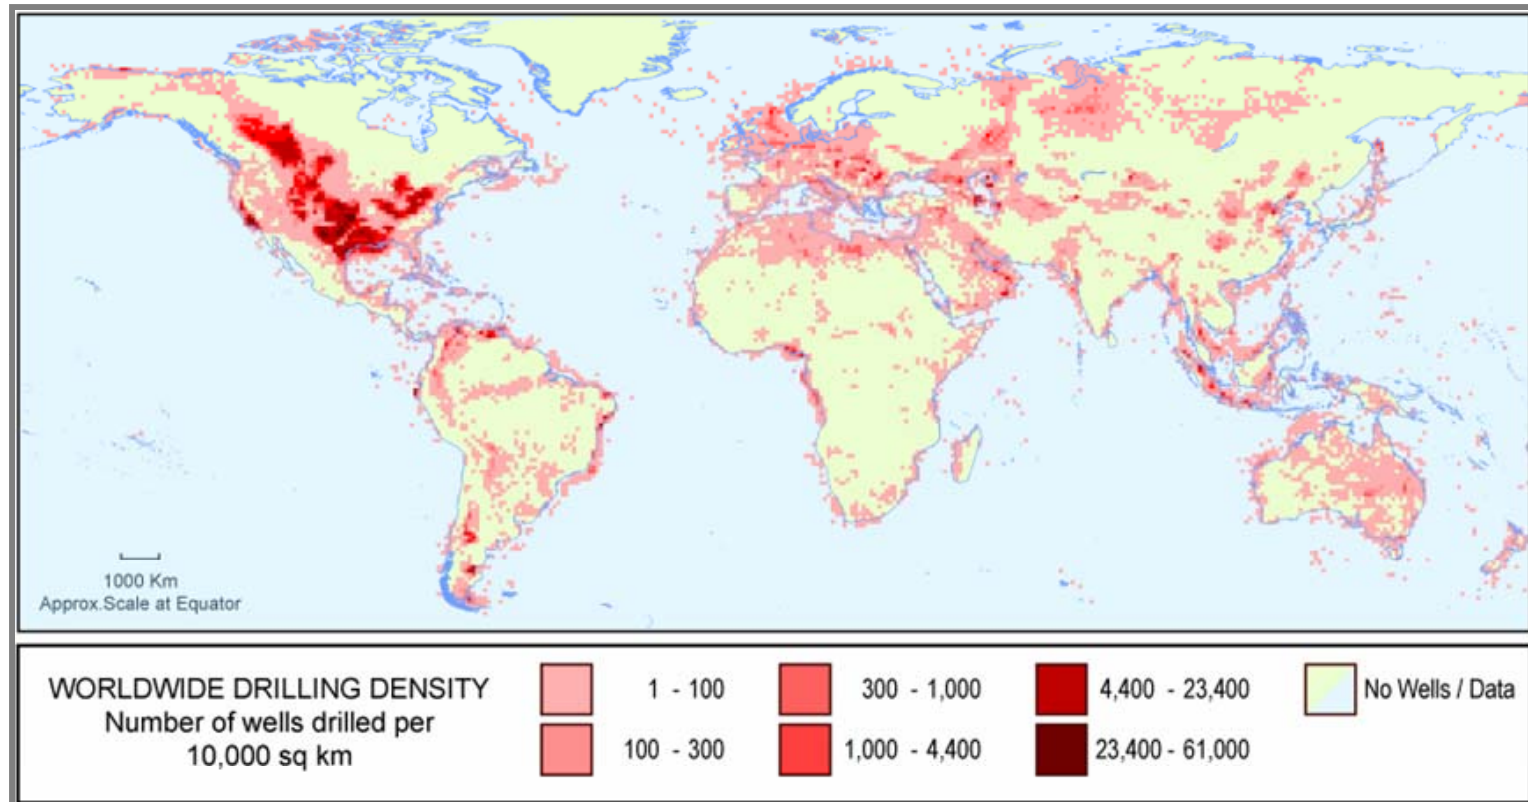 1000 Km
Approx.Scale at Equator
WORLDWIDE DRILLING DENSITY
Number of wells drilled per
10,000 sq km
1 - 100
100 - 300
300 - 1,000
1,000 - 4,400
4,400 - 23,400
23,400 - 61,000
No Wells / Data